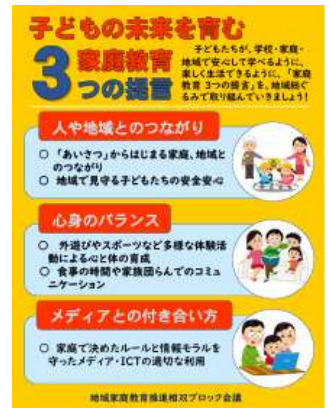 子どもの未来を育む
3 家庭教育
つの提言
子どもたちが、学校・家庭・
地域で安心して学べるように、
楽しく生活できるように、「家庭
教育 3つの提言」を、地域総ぐ
るみで取り組んでいきましょう!
人や地域とのつながり
○ 「あいさつ」からはじまる家庭、地域と
のつながり
○ 地域で見守る子どもたちの安全安心
心身のバランス
○ 外遊びやスポーツなど多様な体験活
動による心と体の育成
○ 食事の時間や家族団らんでのコミュ
ニケーション
メディアとの付き合い方
○ 家庭で決めたルールと情報モラルを
守ったメディア・ICTの適切な利用
地域家庭教育推進相双ブロック会議